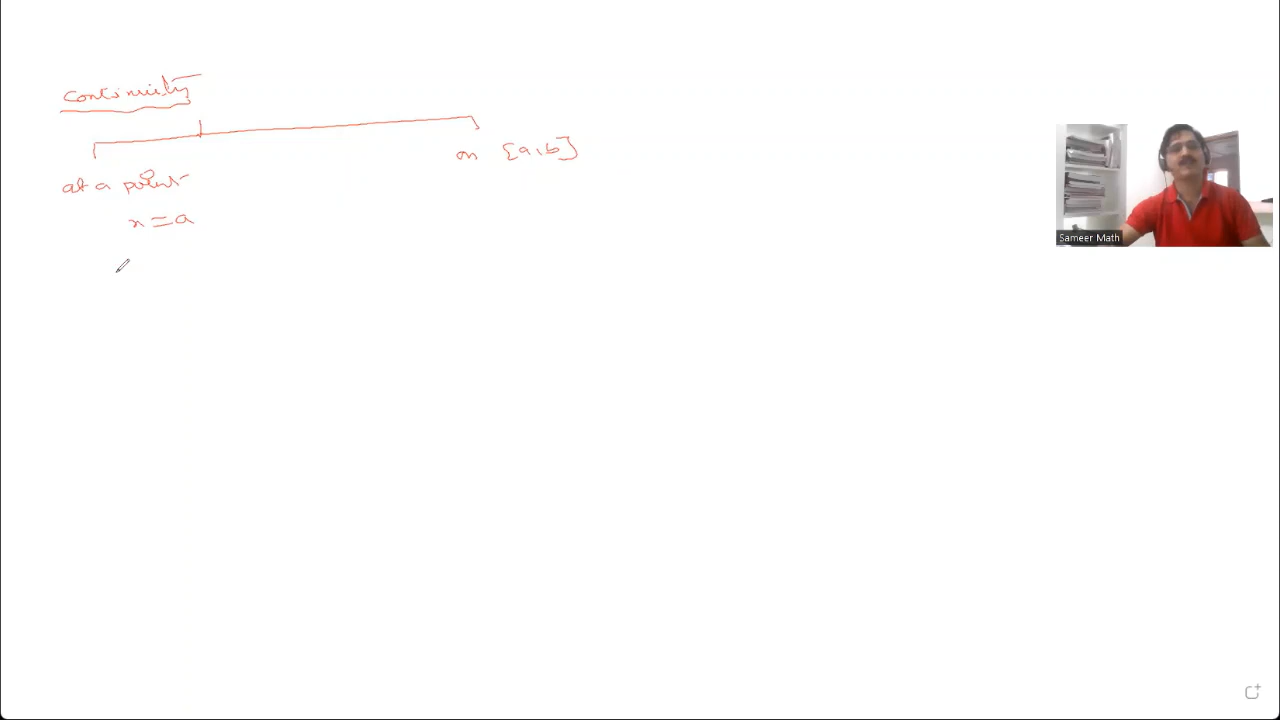 continuity
at a point
on [a, b]
x = a
Sameer Math